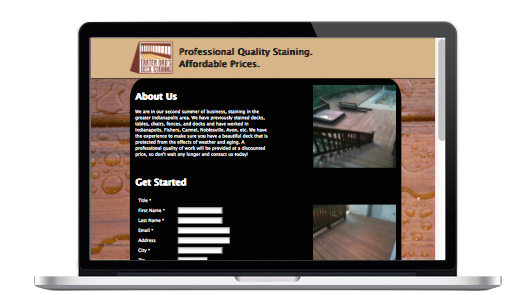 Professional Quality Staining.
Affordable Prices.
DECK STAINING
About Us
We are in our second summer of business, staining in the
greater Indianapolis area. We have previously stained decks,
tables, chairs, fences, and docks and have worked in
Indianapolis, Fishers, Carmel, Noblesville, Avon, etc. We have
the experience to make sure you have a beautiful deck that is
protected from the effects of weather and aging. A
professional quality of work will be provided at a discounted
price, so don't wait any longer and contact us today!
Get Started
Title *
First Name *
Last Name *
Email *
Address
City *